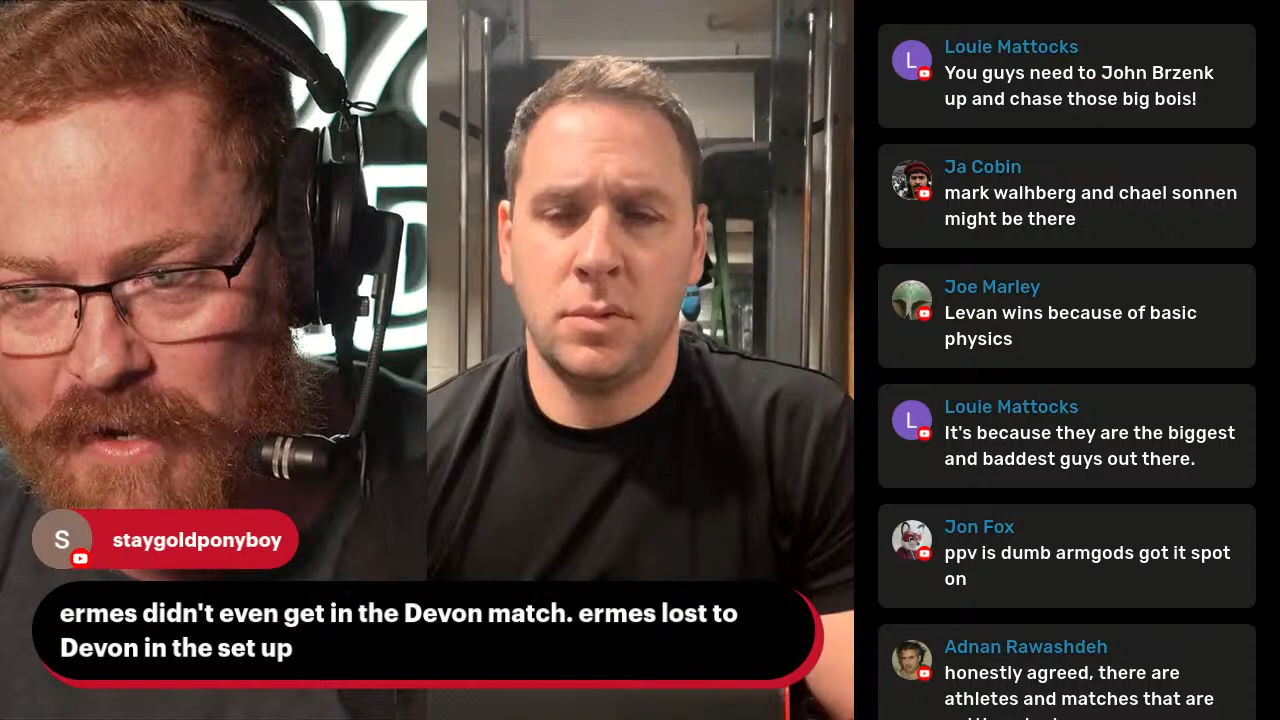 S
staygoldponyboy
ermes didn't even get in the Devon match. ermes lost to
Devon in the set up
L
Louie Mattocks
You guys need to John Brzenk
up and chase those big bois!
Ja Cobin
mark walhberg and chael sonnen
might be there
Joe Marley
Levan wins because of basic
physics
L
Louie Mattocks
It's because they are the biggest
and baddest guys out there.
Jon Fox
ppv is dumb armgods got it spot
on
Adnan Rawashdeh
honestly agreed, there are
athletes and matches that are